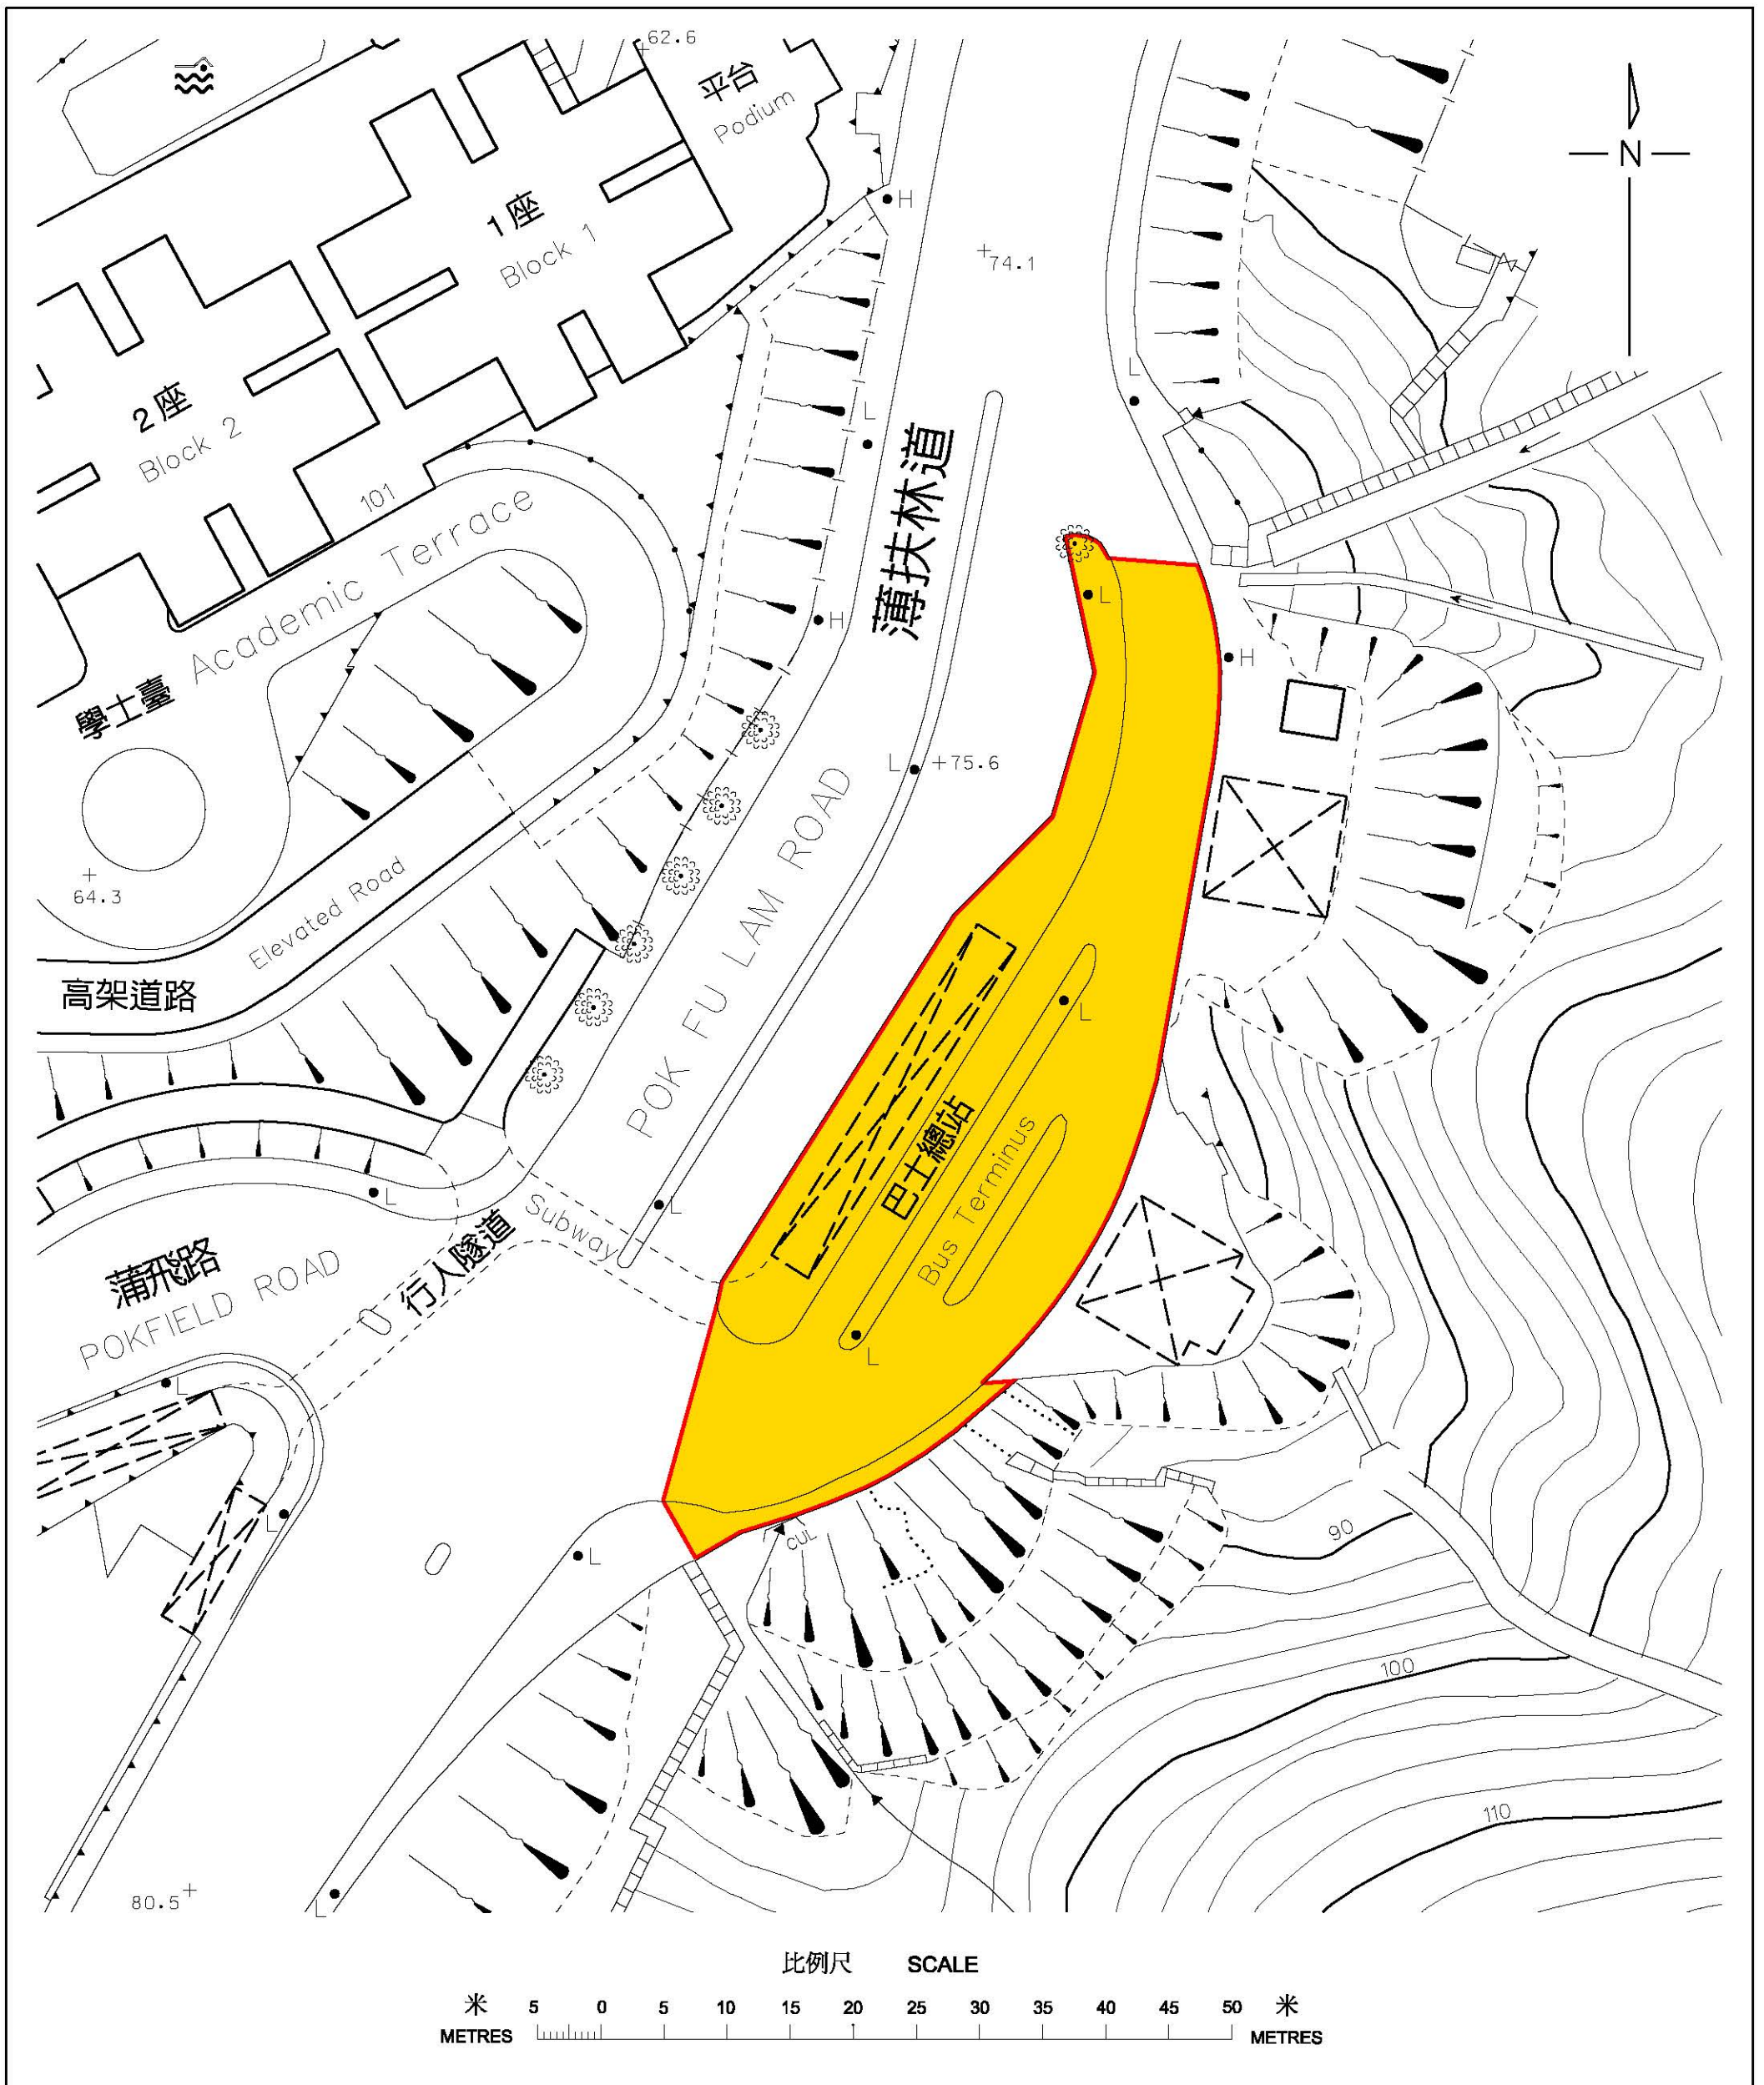 62.6
平台
Podium
N
1座
Block 1
H
74.1
2座
Block 2
L
L
101
學士臺 Academic Terrace
薄扶林道
L
H
H
L
75.6
64.3
Elevated Road
POK FU LAM ROAD
高架道路
L
巴士總站
Bus Terminus
L
L
Subway
行人隧道
蒲飛路
POKFIELD ROAD
L
L
L
L
CUL
90
100
110
80.5
L
比例尺 SCALE
米 5 0 5 10 15 20 25 30 35 40 45 50 米
METRES METRES